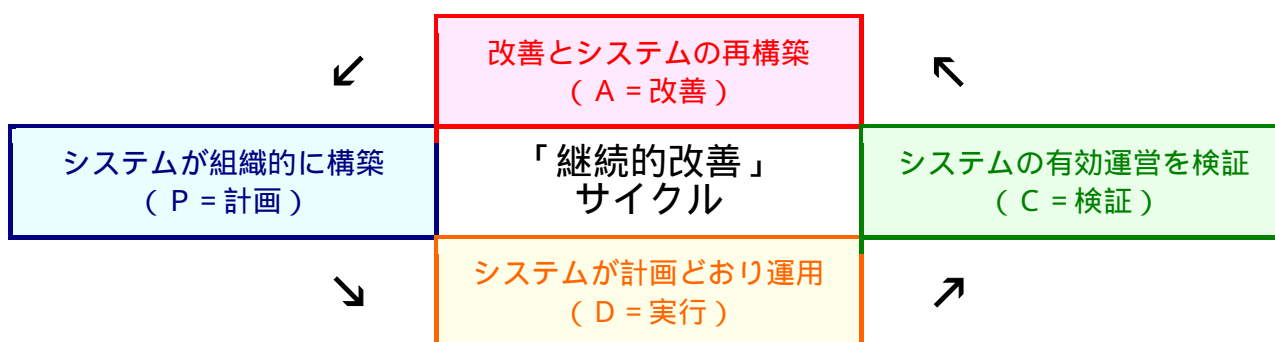 改善とシステムの再構築
(A=改善)
システムが組織的に構築
(P=計画)
「継続的改善」
サイクル
システムの有効運営を検証
(C=検証)
システムが計画どおり運用
(D=実行)